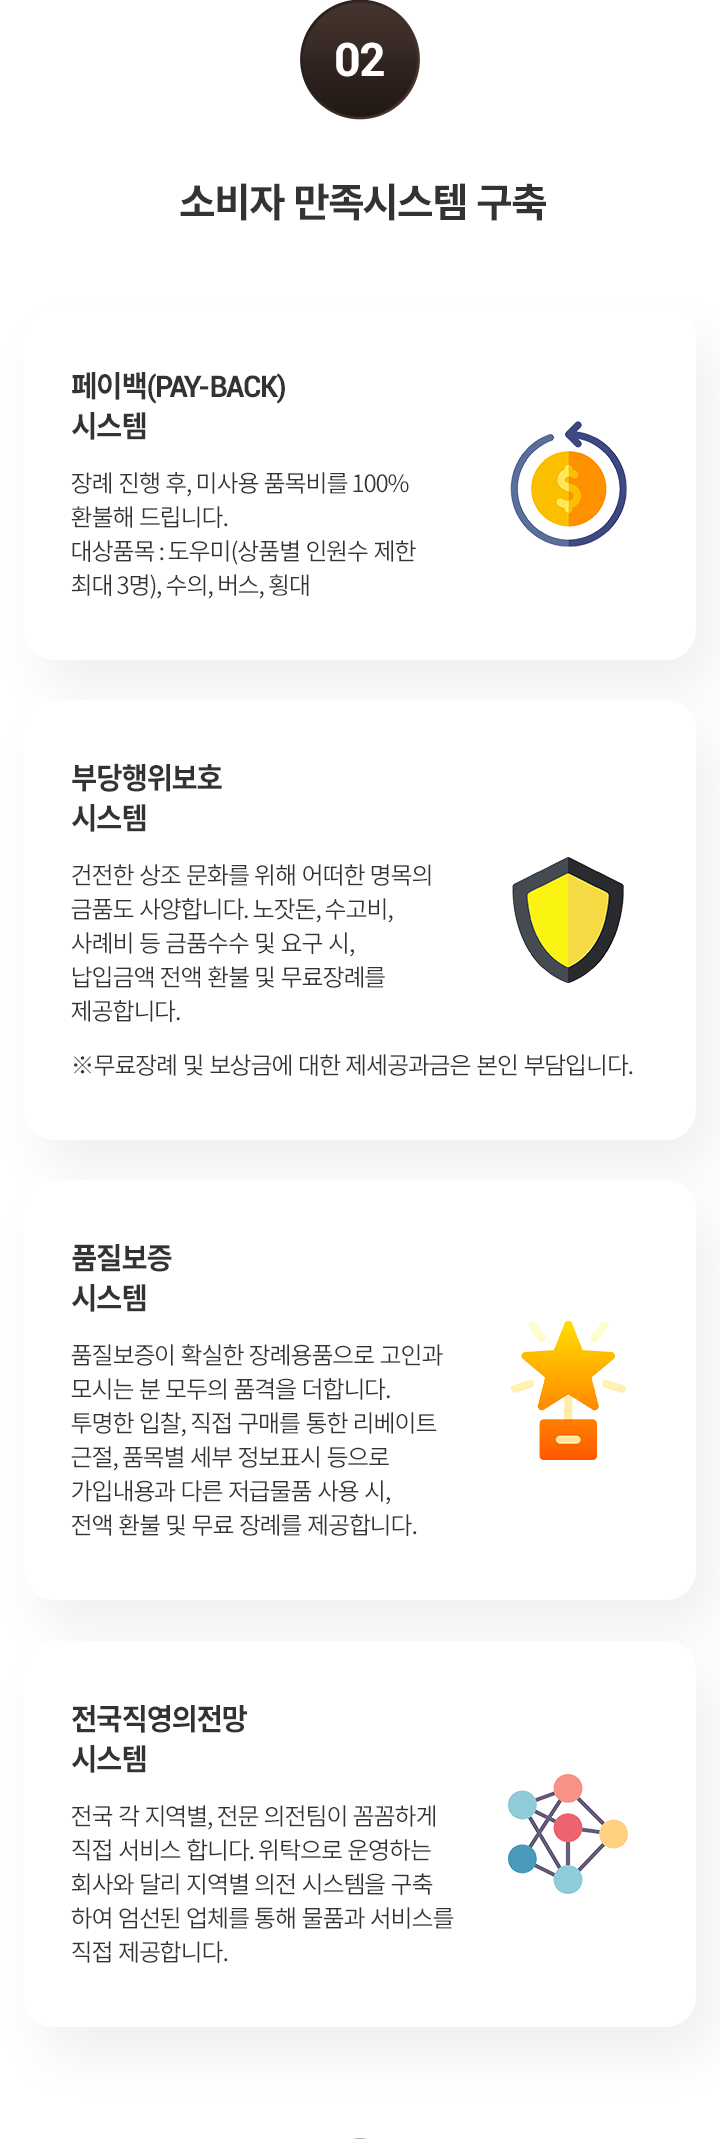 02
소비자 만족시스템 구축
페이백(PAY-BACK)
시스템
장례 진행 후, 미사용 품목비를 100%
환불해 드립니다.
대상품목 : 도우미(상품별 인원수 제한
최대 3명), 수의, 버스, 횡대
부당행위보호
시스템
건전한 상조 문화를 위해 어떠한 명목의
금품도 사양합니다. 노잣돈, 수고비,
사례비 등 금품수수 및 요구 시,
납입금액 전액 환불 및 무료장례를
제공합니다.
※무료장례 및 보상금에 대한 제세공과금은 본인 부담입니다.
품질보증
시스템
품질보증이 확실한 장례용품으로 고인과
모시는 분 모두의 품격을 더합니다.
투명한 입찰, 직접 구매를 통한 리베이트
근절, 품목별 세부 정보표시 등으로
가입내용과 다른 저급물품 사용 시,
전액 환불 및 무료 장례를 제공합니다.
전국직영의전망
시스템
전국 각 지역별, 전문 의전팀이 꼼꼼하게
직접 서비스 합니다. 위탁으로 운영하는
회사와 달리 지역별 의전 시스템을 구축
하여 엄선된 업체를 통해 물품과 서비스를
직접 제공합니다.